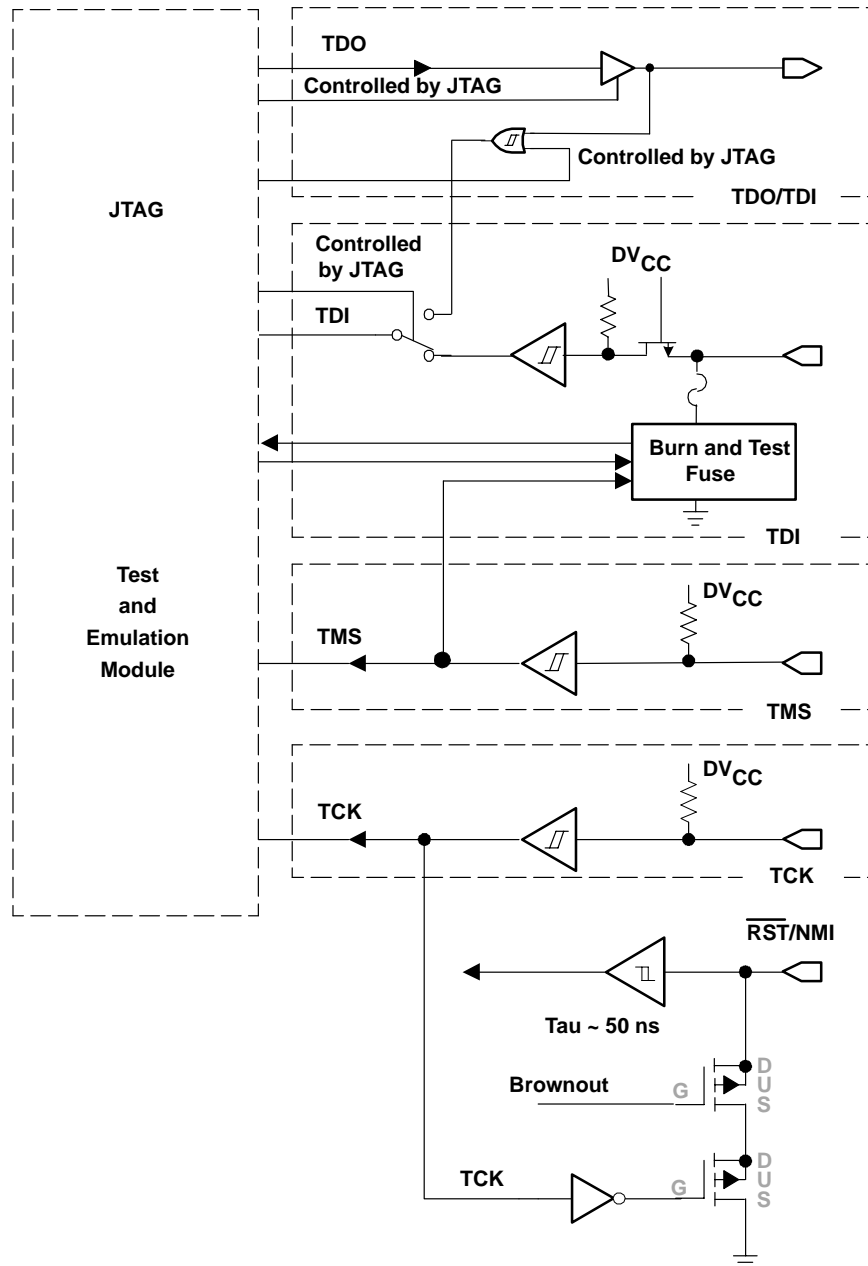 TDO
Controlled by JTAG
Controlled by JTAG
TDO/TDI
JTAG
Controlled
by JTAG
TDI
DVCC
Burn and Test
Fuse
TDI
Test
and
Emulation
Module
TMS
DVCC
TMS
TCK
DVCC
TCK
RST/NMI
Tau ~ 50 ns
Brownout
G
D
U
S
TCK
G
D
U
S